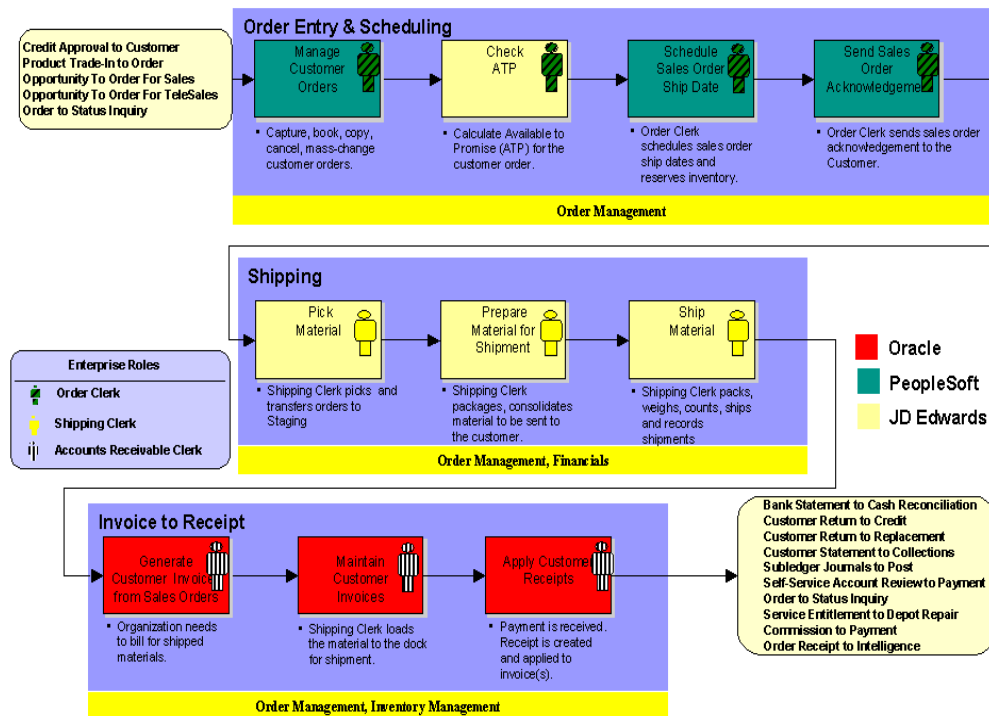 Order Entry & Scheduling
Credit Approval to Customer
Product Trade-In to Order
Opportunity To Order For Sales
Opportunity To Order For TeleSales
Order to Status Inquiry
Manage
Customer
Orders
Check
ATP
Schedule
Sales Order
Ship Date
Send Sales
Order
Acknowledgement
▪ Capture, book, copy,
cancel, mass-change
customer orders.
▪ Calculate Available to
Promise (ATP) for the
customer order.
▪ Order Clerk
schedules sales order
ship dates and
reserves inventory.
▪ Order Clerk sends sales order
acknowledgement to the
Customer.
Order Management
Shipping
Pick
Material
Prepare
Material for
Shipment
Ship
Material
▪ Shipping Clerk picks and
transfers orders to
Staging
▪ Shipping Clerk
packages, consolidates
material to be sent to
the customer.
▪ Shipping Clerk packs,
weighs, counts, ships
and records
shipments
Order Management, Financials
Enterprise Roles
Order Clerk
Shipping Clerk
Accounts Receivable Clerk
Oracle
PeopleSoft
JD Edwards
Invoice to Receipt
Generate
Customer Invoice
from Sales Orders
Maintain
Customer
Invoices
Apply Customer
Receipts
▪ Organization needs
to bill for shipped
materials.
▪ Shipping Clerk loads
the material to the dock
for shipment.
▪ Payment is received.
Receipt is created
and applied to
invoice(s).
Order Management, Inventory Management
Bank Statement to Cash Reconciliation
Customer Return to Credit
Customer Return to Replacement
Customer Statement to Collections
Subledger Journals to Post
Self-Service Account Review to Payment
Order to Status Inquiry
Service Entitlement to Depot Repair
Commission to Payment
Order Receipt to Intelligence